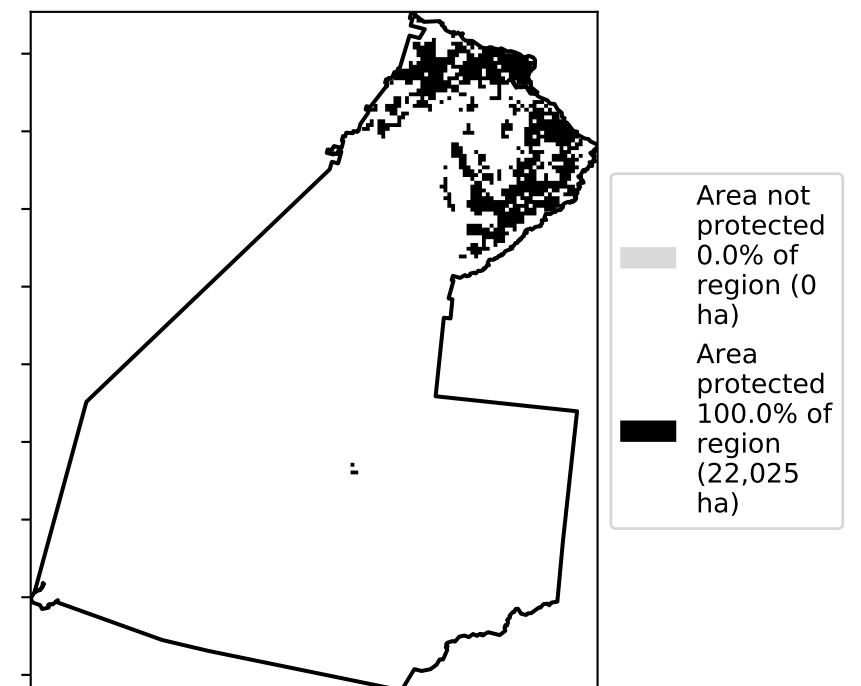 Area not
protected
0.0% of
region (0
ha)
Area
protected
100.0% of
region
(22,025
ha)